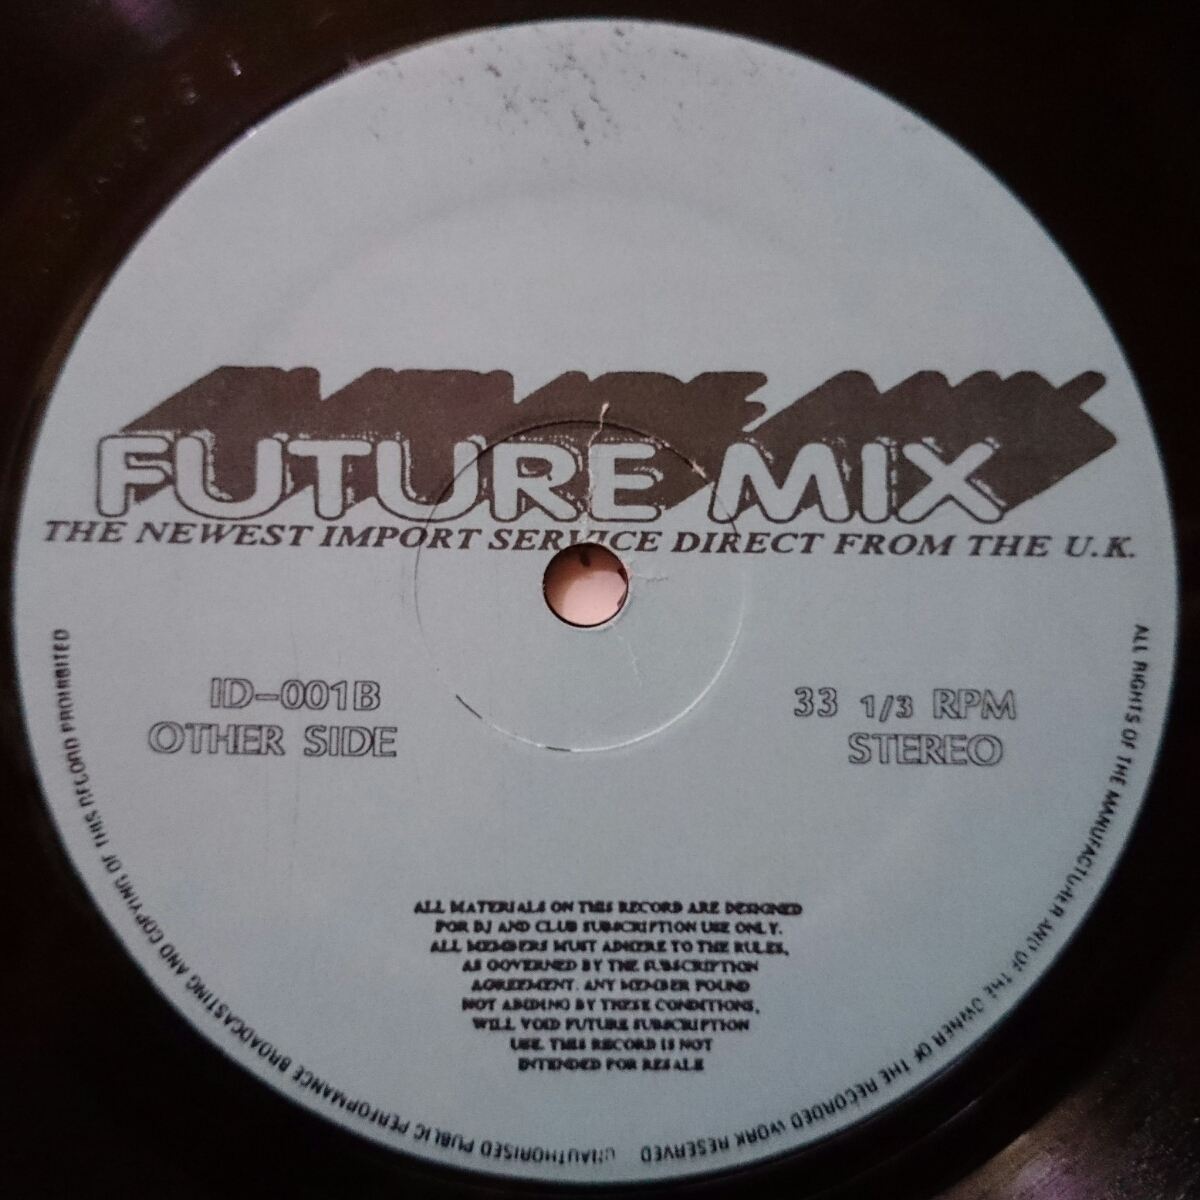 FUTURE MIX
THE NEWEST IMPORT SERVICE DIRECT FROM THE U.K.
ID-001B
OTHER SIDE
33 1/3 RPM
STEREO
ALL MATERIALS ON THIS RECORD ARE DESIGNED
FOR DJ AND CLUB SUBSCRIPTION USE ONLY.
ALL MEMBERS MUST ADHERE TO THE RULES,
AS GOVERNED BY THE SUBSCRIPTION
AGREEMENT. ANY MEMBER FOUND
NOT ABIDING BY THESE CONDITIONS,
WILL VOID FUTURE SUBSCRIPTION
USE. THIS RECORD IS NOT
INTENDED FOR RESALE
ALL RIGHTS OF THE MANUFACTURER AND OF THE OWNER OF THE RECORDED WORK RESERVED UNAUTHORISED PUBLIC PERFORMANCE BROADCASTING AND COPYING OF THIS RECORD PROHIBITED